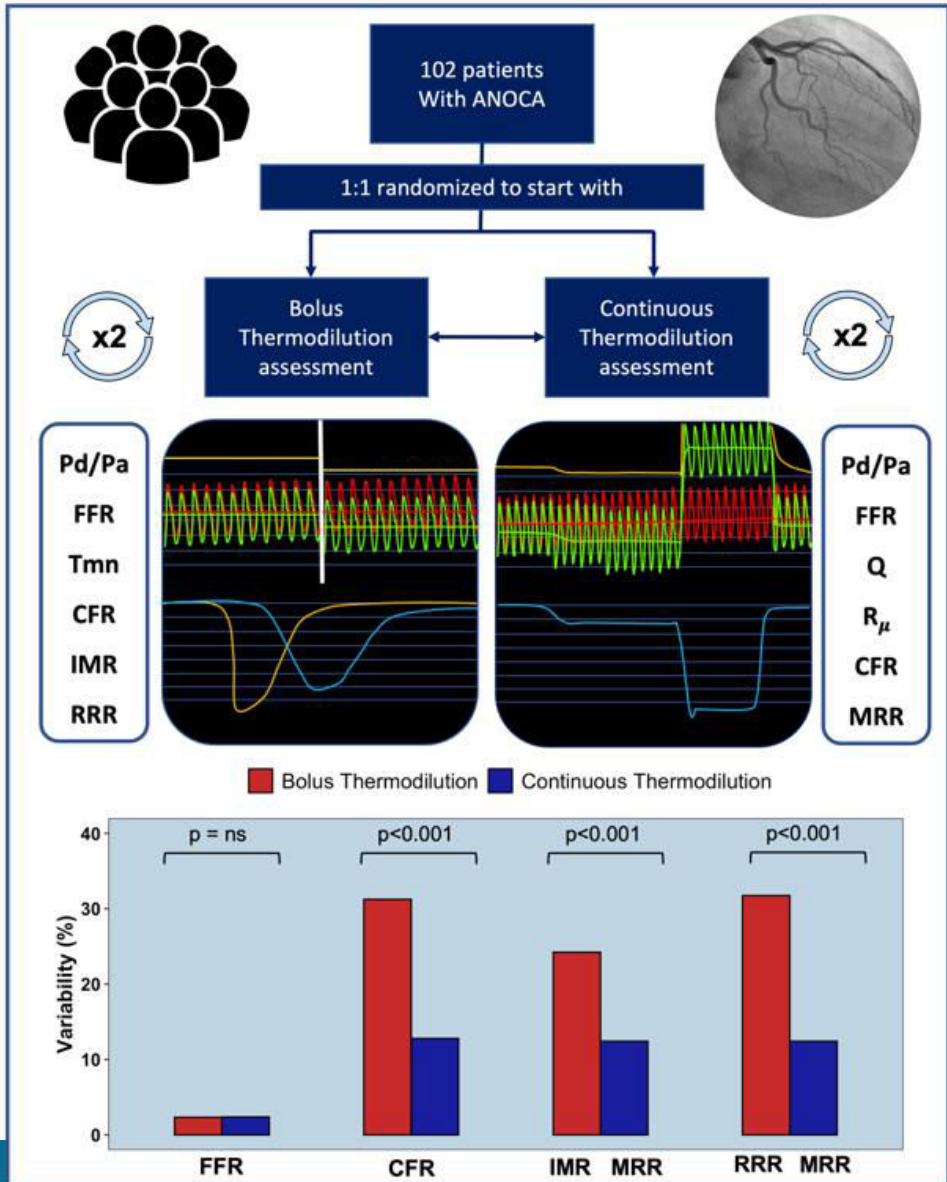 102 patients
With ANOCA
1:1 randomized to start with
Bolus
Thermodilution
assessment
Continuous
Thermodilution
assessment
x2
x2
Pd/Pa
FFR
Tmn
CFR
IMR
RRR
Pd/Pa
FFR
Q
Rμ
CFR
MRR
Bolus Thermodilution
Continuous Thermodilution
Variability (%)
40
30
20
10
0
p = ns
p<0.001
p<0.001
p<0.001
FFR
CFR
IMR MRR
RRR MRR